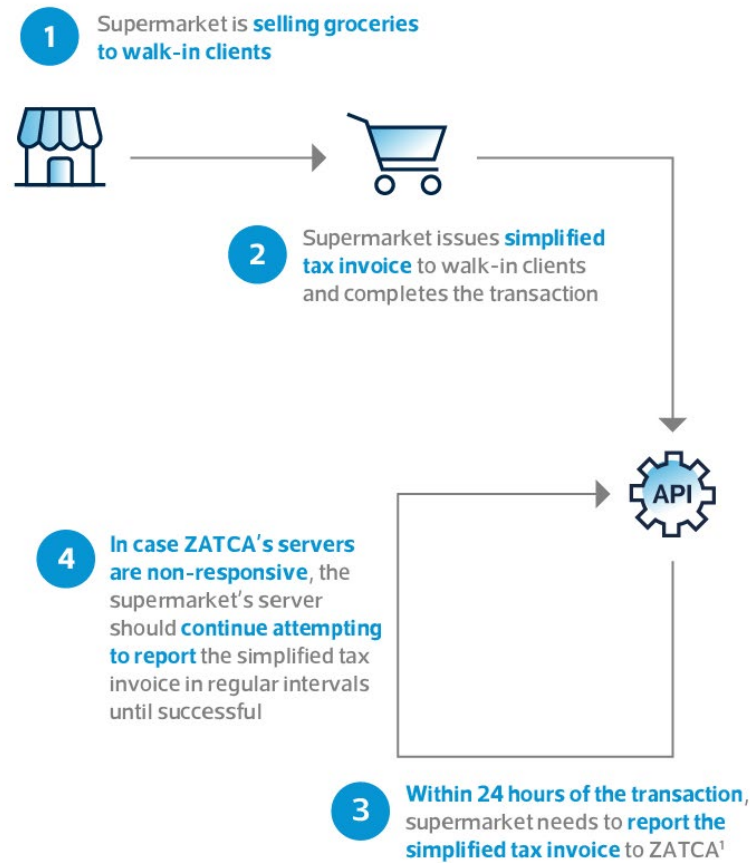 1
Supermarket is selling groceries
to walk-in clients
2
Supermarket issues simplified
tax invoice to walk-in clients
and completes the transaction
API
4
In case ZATCA's servers
are non-responsive, the
supermarket's server
should continue attempting
to report the simplified tax
invoice in regular intervals
until successful
3
Within 24 hours of the transaction,
supermarket needs to report the
simplified tax invoice to ZATCA¹